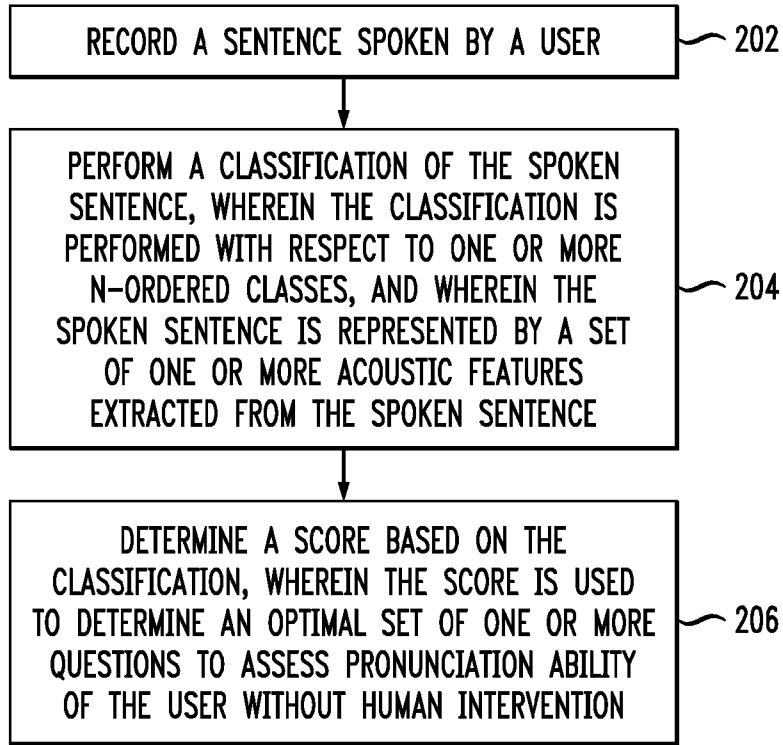 RECORD A SENTENCE SPOKEN BY A USER
202
PERFORM A CLASSIFICATION OF THE SPOKEN
SENTENCE, WHEREIN THE CLASSIFICATION IS
PERFORMED WITH RESPECT TO ONE OR MORE
N-ORDERED CLASSES, AND WHEREIN THE
SPOKEN SENTENCE IS REPRESENTED BY A SET
OF ONE OR MORE ACOUSTIC FEATURES
EXTRACTED FROM THE SPOKEN SENTENCE
204
DETERMINE A SCORE BASED ON THE
CLASSIFICATION, WHEREIN THE SCORE IS USED
TO DETERMINE AN OPTIMAL SET OF ONE OR MORE
QUESTIONS TO ASSESS PRONUNCIATION ABILITY
OF THE USER WITHOUT HUMAN INTERVENTION
206